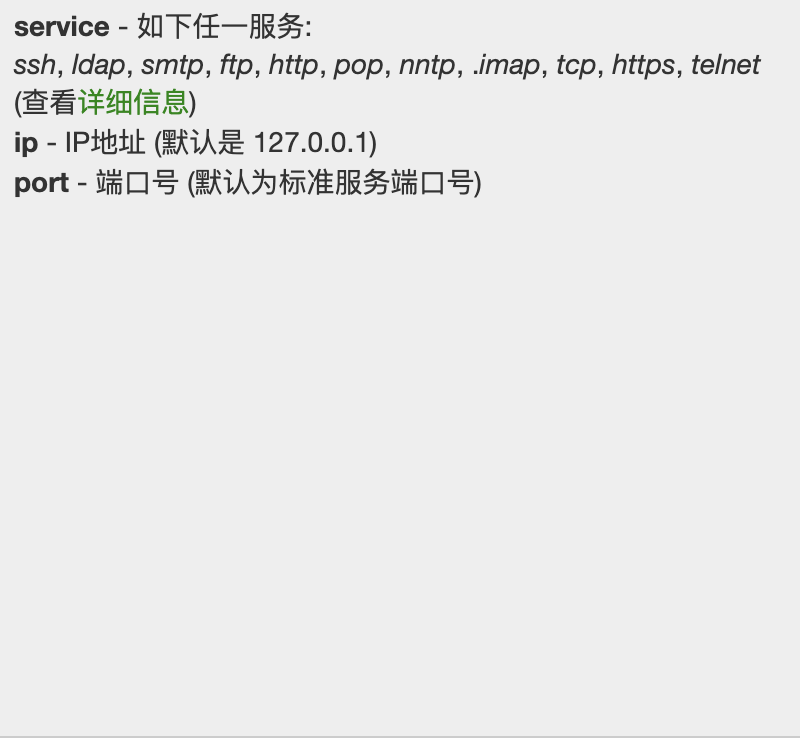 service - 如下任一服务:
ssh, ldap, smtp, ftp, http, pop, nntp, .imap, tcp, https, telnet
(查看详细信息)
ip - IP地址 (默认是 127.0.0.1)
port - 端口号 (默认为标准服务端口号)